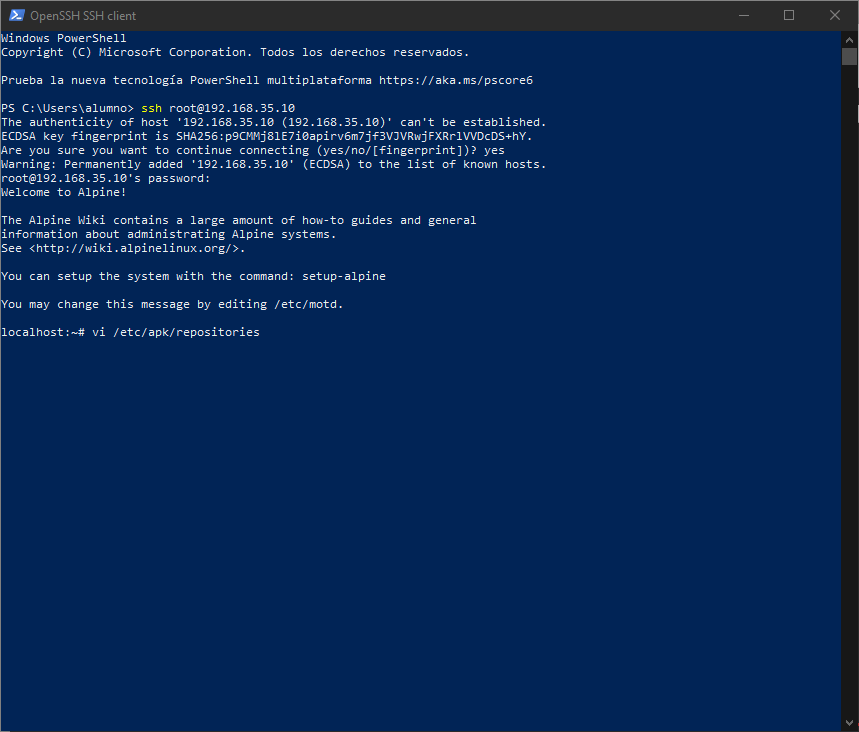 OpenSSH SSH client
Windows PowerShell
Copyright (C) Microsoft Corporation. Todos los derechos reservados.
Prueba la nueva tecnología PowerShell multiplataforma https://aka.ms/pscore6
PS C:\Users\alumno> ssh root@192.168.35.10
The authenticity of host '192.168.35.10 (192.168.35.10)' can't be established.
ECDSA key fingerprint is SHA256:p9CMMj8lE7i0apirv6m7jf3VJVRwjFXRrlVVDcDS+hY.
Are you sure you want to continue connecting (yes/no/[fingerprint])? yes
Warning: Permanently added '192.168.35.10' (ECDSA) to the list of known hosts.
root@192.168.35.10's password:
Welcome to Alpine!
The Alpine Wiki contains a large amount of how-to guides and general
information about administrating Alpine systems.
See <http://wiki.alpinelinux.org/>.
You can setup the system with the command: setup-alpine
You may change this message by editing /etc/motd.
localhost:~# vi /etc/apk/repositories